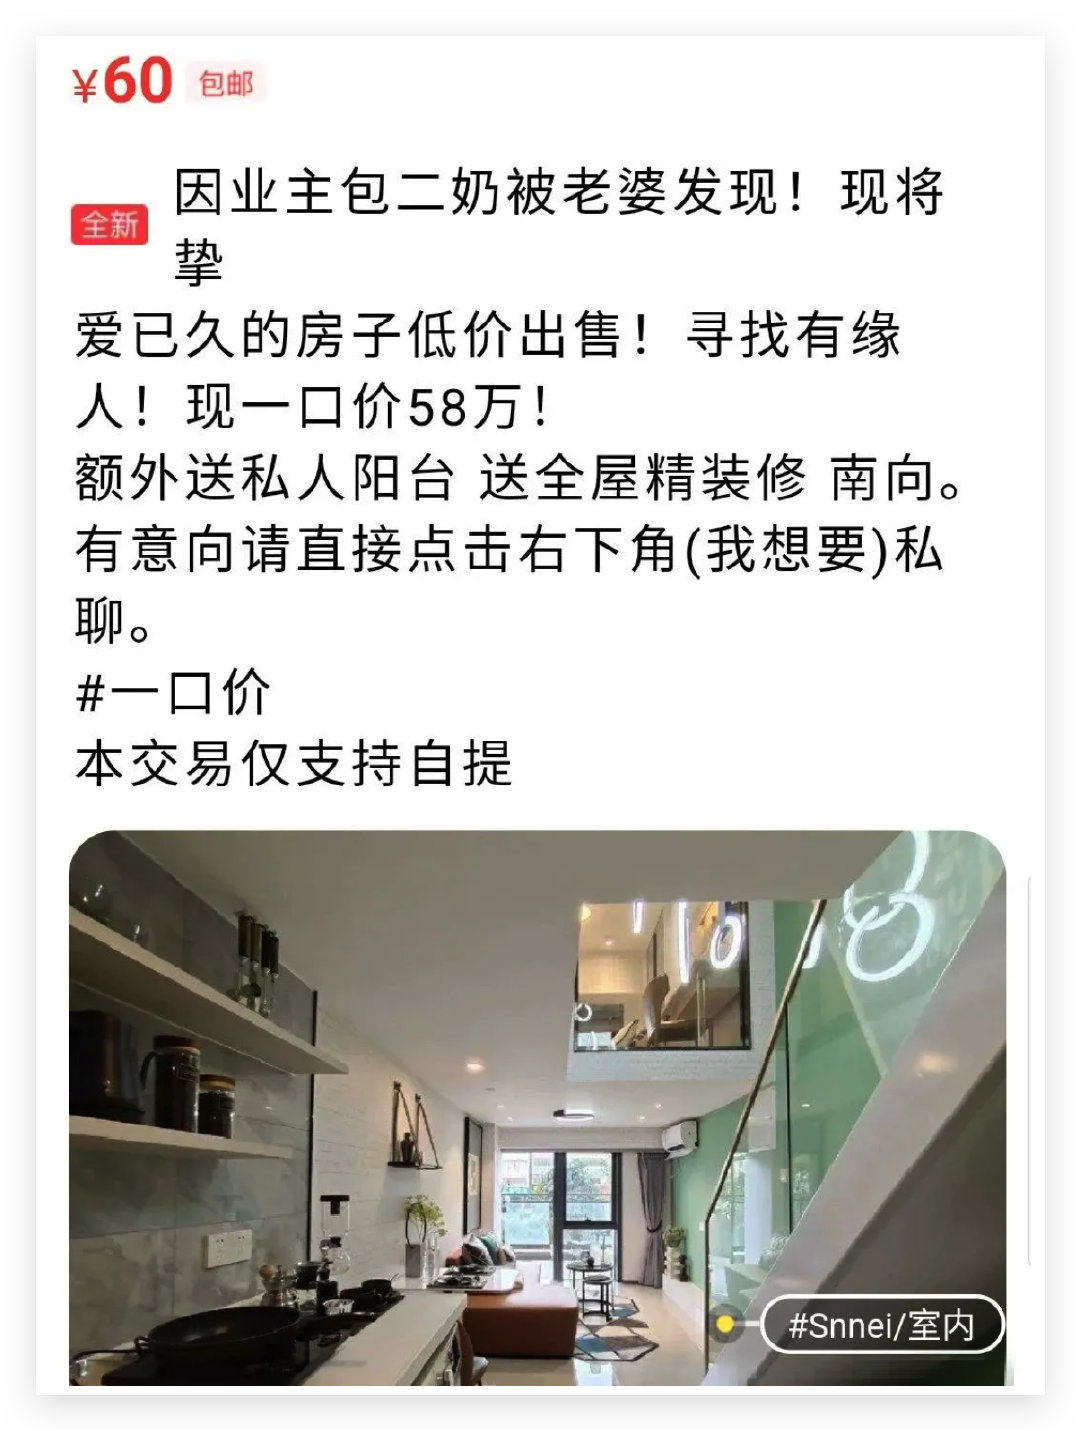 ¥60 包邮
因业主包二奶被老婆发现！现将
全新
挚
爱已久的房子低价出售！寻找有缘
人！现一口价58万！
额外送私人阳台 送全屋精装修 南向。
有意向请直接点击右下角(我想要)私
聊。
#一口价
本交易仅支持自提
#Snnei/室内